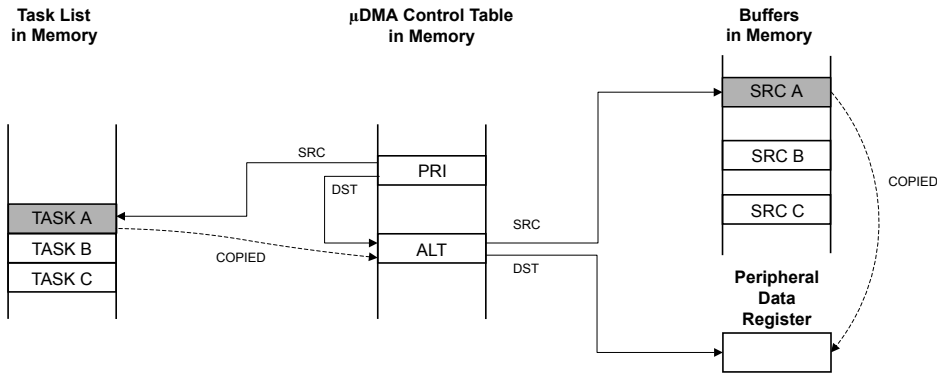 Task List
in Memory
µDMA Control Table
in Memory
Buffers
in Memory
SRC A
SRC
PRI
SRC B
DST
COPIED
SRC C
TASK A
SRC
TASK B
COPIED
ALT
DST
TASK C
Peripheral
Data
Register